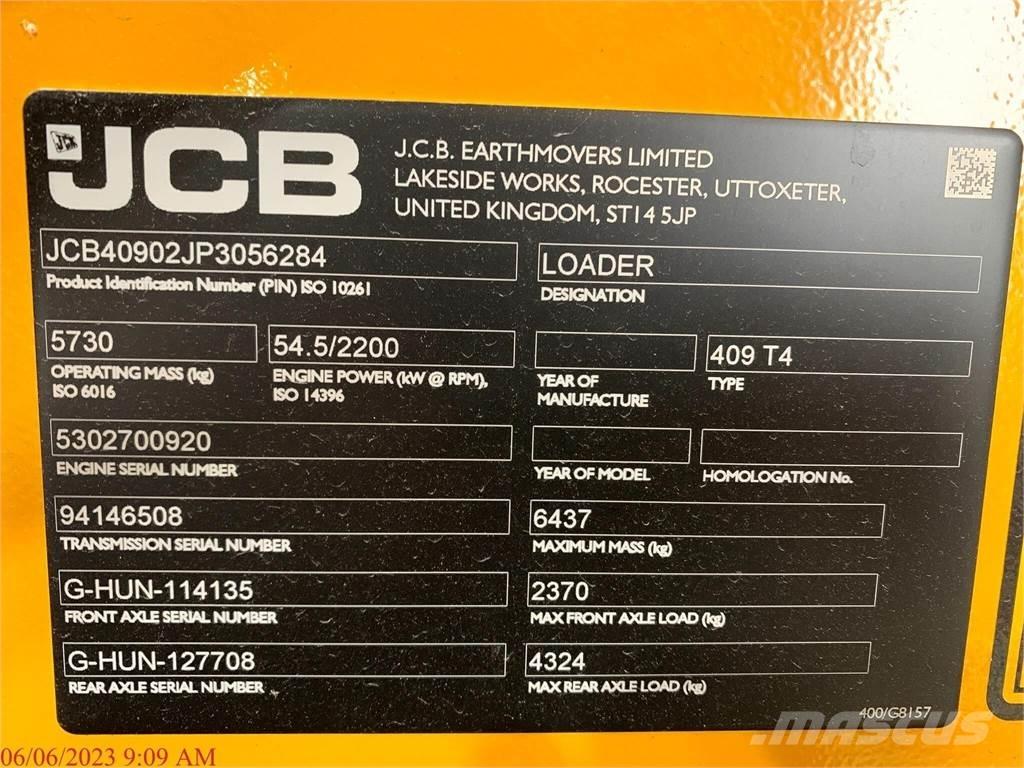 JCB
J.C.B. EARTHMOVERS LIMITED
LAKESIDE WORKS, ROCESTER, UTTOXETER,
UNITED KINGDOM, ST14 5JP
JCB40902JP3056284
Product Identification Number (PIN) ISO 10261
LOADER
DESIGNATION
5730
OPERATING MASS (kg)
ISO 6016
54.5/2200
ENGINE POWER (kW @ RPM),
ISO 14396
YEAR OF
MANUFACTURE
409 T4
TYPE
5302700920
ENGINE SERIAL NUMBER
YEAR OF MODEL
HOMOLOGATION No.
94146508
TRANSMISSION SERIAL NUMBER
6437
MAXIMUM MASS (kg)
G-HUN-114135
FRONT AXLE SERIAL NUMBER
2370
MAX FRONT AXLE LOAD (kg)
G-HUN-127708
REAR AXLE SERIAL NUMBER
4324
MAX REAR AXLE LOAD (kg)
400/G8157
mascus
06/06/2023 9:09 AM